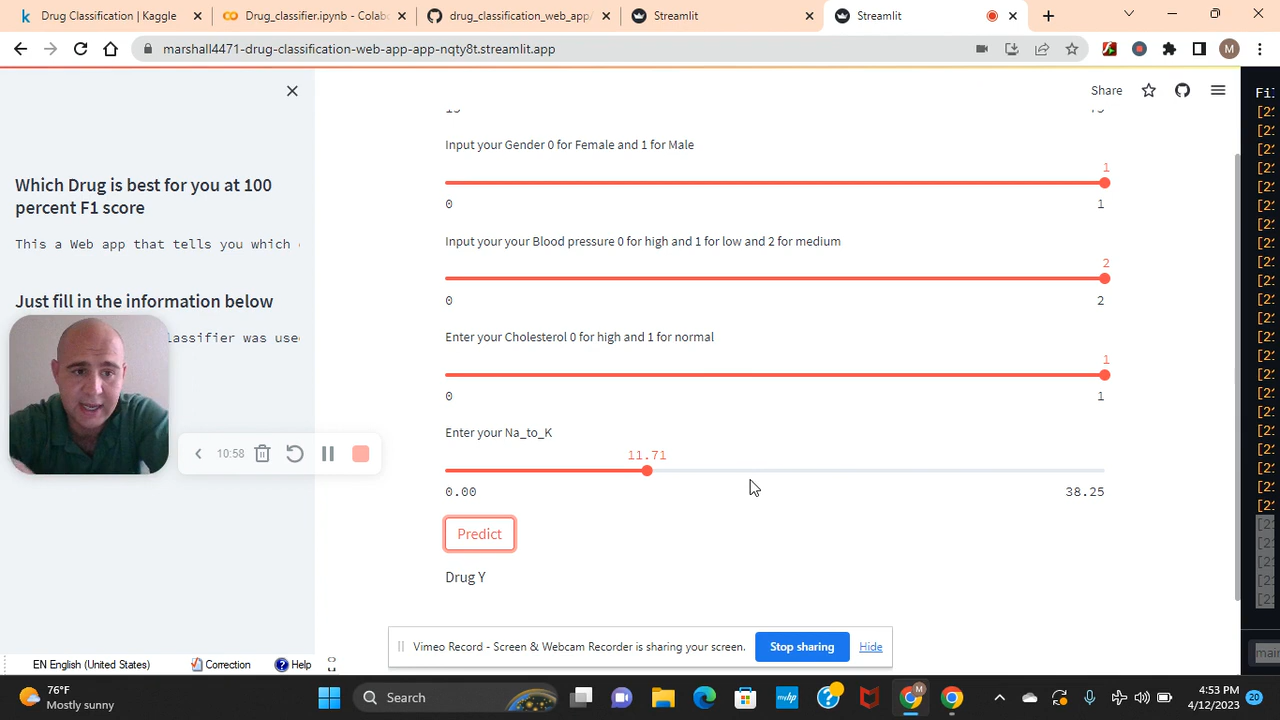 Drug Classification | Kaggle
Drug_classifier.ipynb - Colabo
drug_classification_web_app/
Streamlit
Streamlit
marshall4471-drug-classification-web-app-app-nqty8t.streamlit.app
M
Share
Which Drug is best for you at 100
percent F1 score
This a Web app that tells you which
Just fill in the information below
lassifier was use
Input your Gender 0 for Female and 1 for Male
1
0
1
Input your your Blood pressure 0 for high and 1 for low and 2 for medium
2
0
2
Enter your Cholesterol 0 for high and 1 for normal
1
0
1
Enter your Na_to_K
11.71
0.00
38.25
Predict
Drug Y
10:58
Vimeo Record - Screen & Webcam Recorder is sharing your screen.
Stop sharing
Hide
EN English (United States)
Correction
Help
76°F
Mostly sunny
Search
4:53 PM
4/12/2023
20